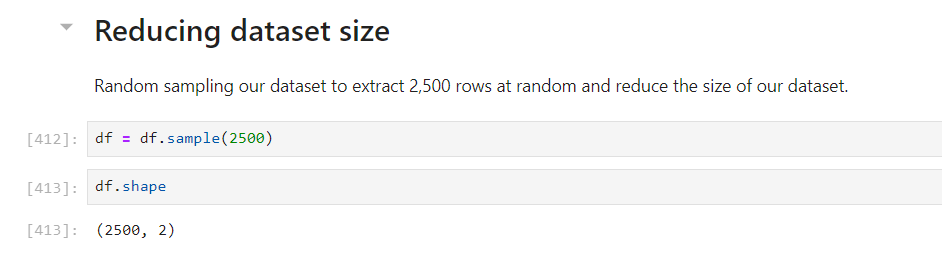 Reducing dataset size
Random sampling our dataset to extract 2,500 rows at random and reduce the size of our dataset.
[412]: df = df.sample(2500)
[413]: df.shape
[413]: (2500, 2)